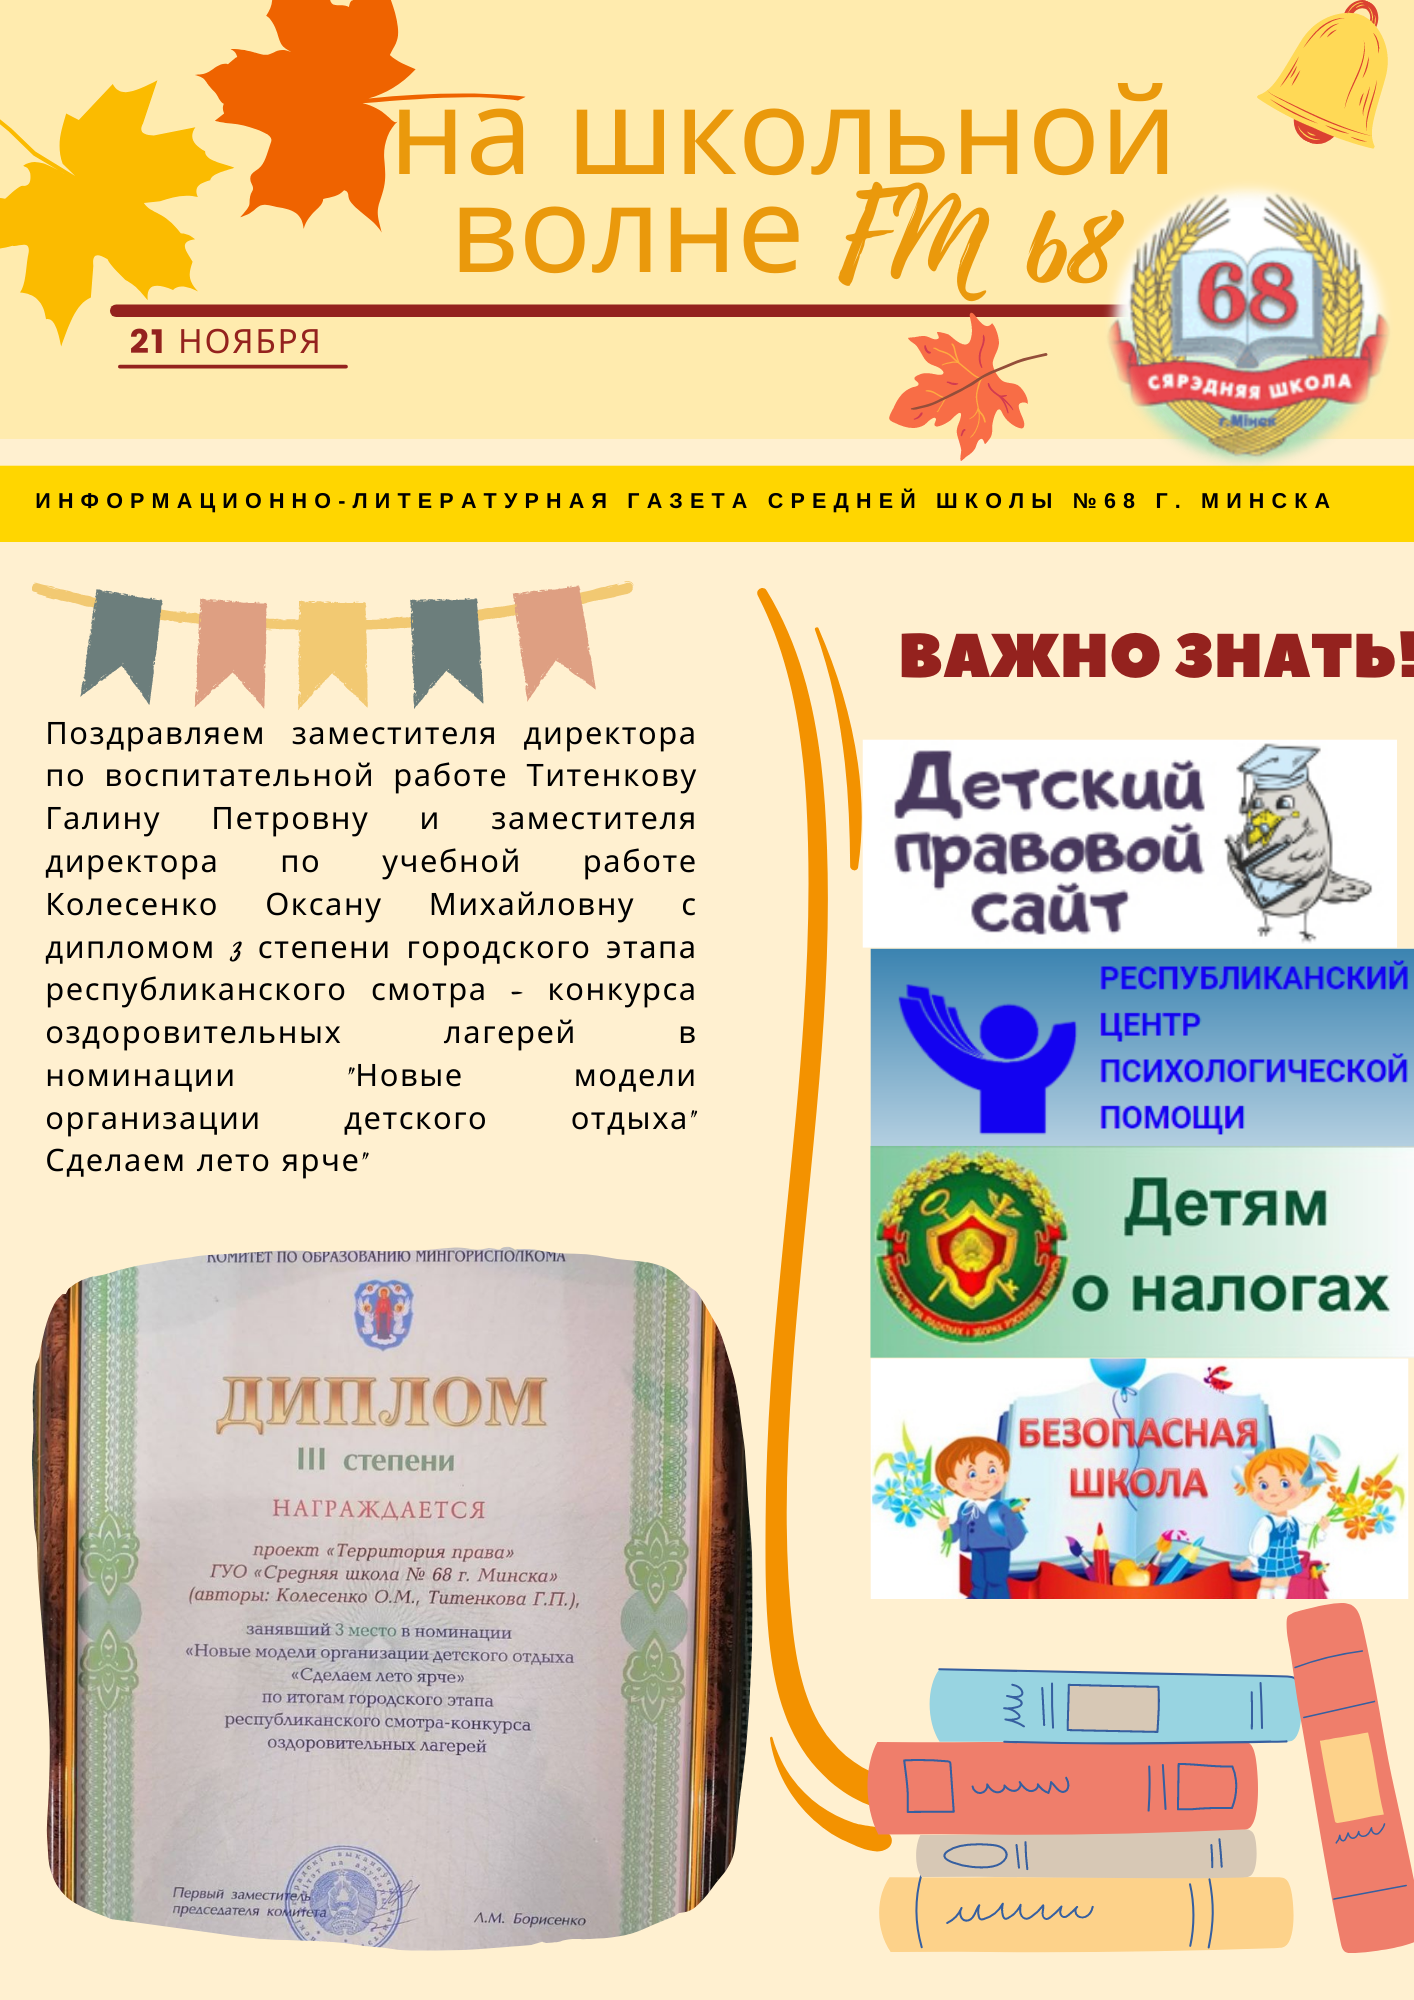 на школьной
волне FM 68
21 НОЯБРЯ
68
СЯРЭДНЯЯ ШКОЛА
г.Мінск
ИНФОРМАЦИОННО-ЛИТЕРАТУРНАЯ ГАЗЕТА СРЕДНЕЙ ШКОЛЫ №68 Г. МИНСКА
Поздравляем заместителя директора
по воспитательной работе Титенкову
Галину Петровну и заместителя
директора по учебной работе
Колесенко Оксану Михайловну с
дипломом 3 степени городского этапа
республиканского смотра - конкурса
оздоровительных лагерей в
номинации "Новые модели
организации детского отдыха"
Сделаем лето ярче"
КОМИТЕТ ПО ОБРАЗОВАНИЮ МИНГОРИСПОЛКОМА
ДИПЛОМ
III степени
НАГРАЖДАЕТСЯ
проект «Территория права»
ГУО «Средняя школа № 68 г. Минска»
(авторы: Колесенко О.М., Титенкова Г.П.),
занявший 3 место в номинации
«Новые модели организации детского отдыха
«Сделаем лето ярче»
по итогам городского этапа
республиканского смотра-конкурса
оздоровительных лагерей
Первый заместитель
председателя комитета
Л.М. Борисенко
ВАЖНО ЗНАТЬ!
Детский
правовой
сайт
РЕСПУБЛИКАНСКИЙ
ЦЕНТР
ПСИХОЛОГИЧЕСКОЙ
ПОМОЩИ
Детям
о налогах
БЕЗОПАСНАЯ
ШКОЛА